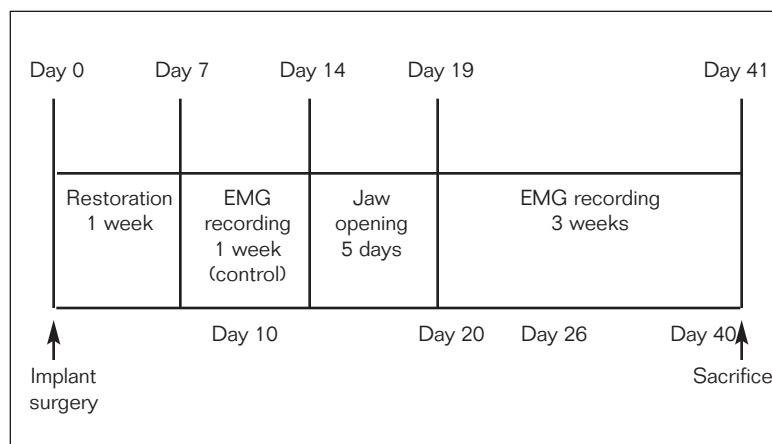 Day 0 Day 7 Day 14 Day 19 Day 41
Restoration
1 week
EMG
recording
1 week
(control)
Jaw
opening
5 days
EMG recording
3 weeks
Day 10 Day 20 Day 26 Day 40
Implant
surgery
Sacrifice